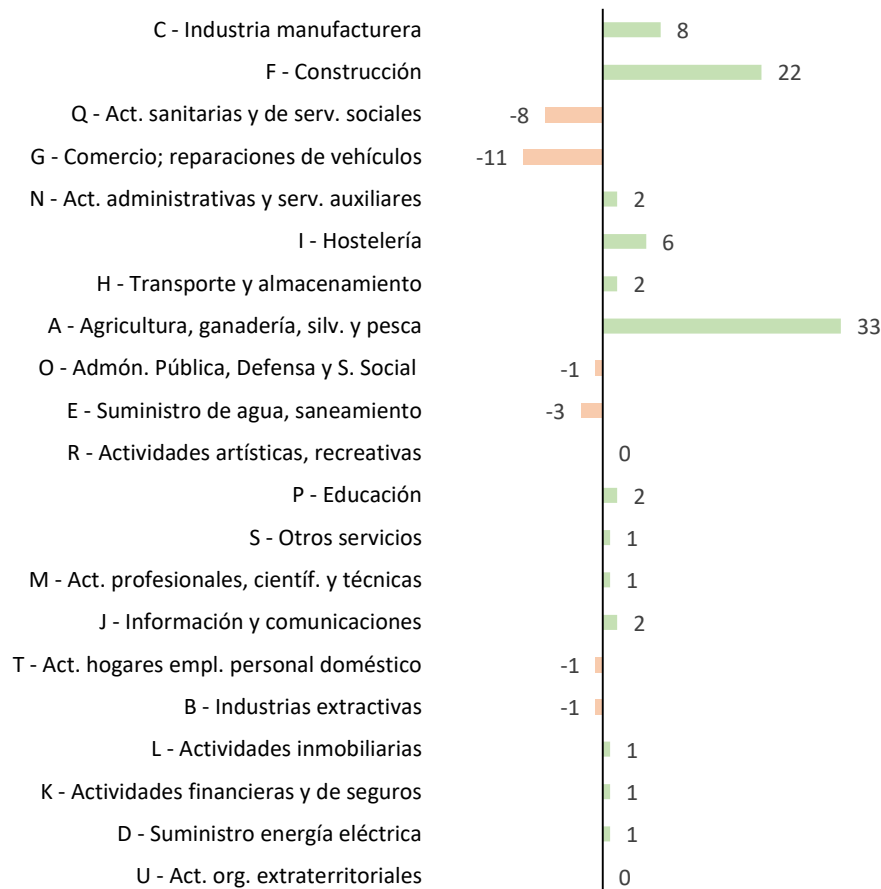 C - Industria manufacturera 8
F - Construcción 22
Q - Act. sanitarias y de serv. sociales -8
G - Comercio; reparaciones de vehículos -11
N - Act. administrativas y serv. auxiliares 2
I - Hostelería 6
H - Transporte y almacenamiento 2
A - Agricultura, ganadería, silv. y pesca 33
O - Admón. Pública, Defensa y S. Social -1
E - Suministro de agua, saneamiento -3
R - Actividades artísticas, recreativas 0
P - Educación 2
S - Otros servicios 1
M - Act. profesionales, científ. y técnicas 1
J - Información y comunicaciones 2
T - Act. hogares empl. personal doméstico -1
B - Industrias extractivas -1
L - Actividades inmobiliarias 1
K - Actividades financieras y de seguros 1
D - Suministro energía eléctrica 1
U - Act. org. extraterritoriales 0